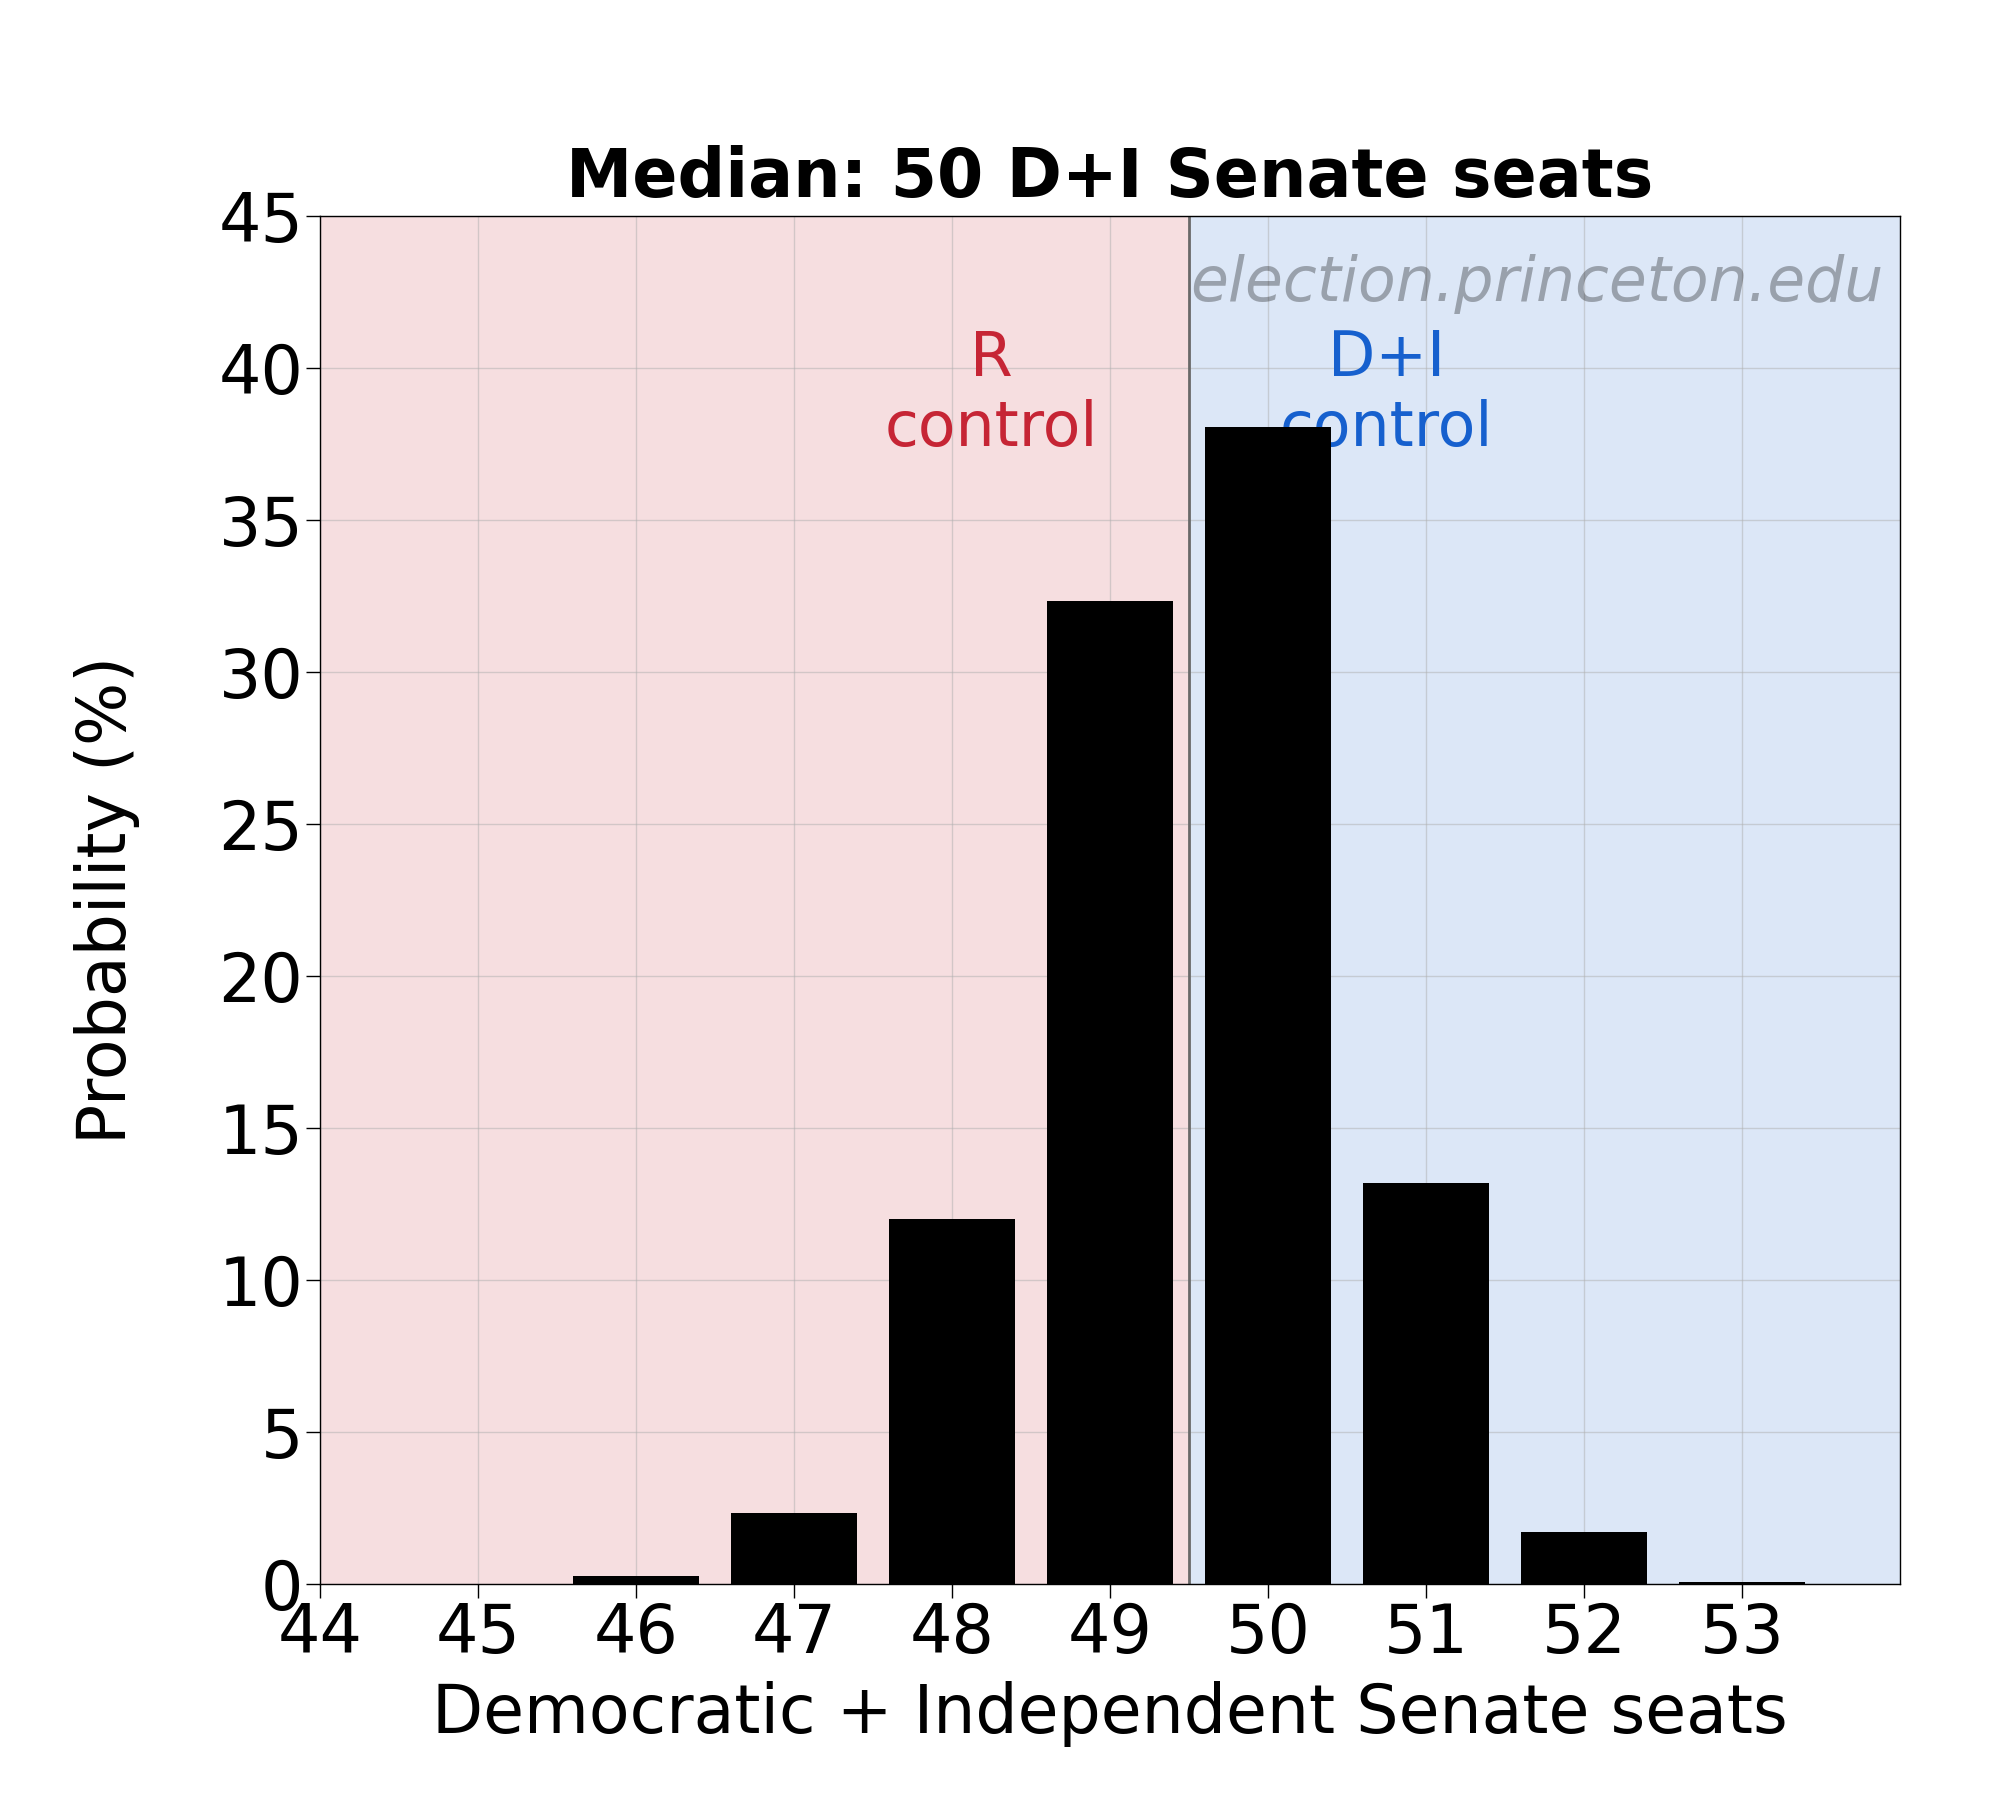 Median: 50 D+I Senate seats
election.princeton.edu
R
control
D+I
control
45
40
35
30
25
20
15
10
5
0
Probability (%)
44 45 46 47 48 49 50 51 52 53
Democratic + Independent Senate seats